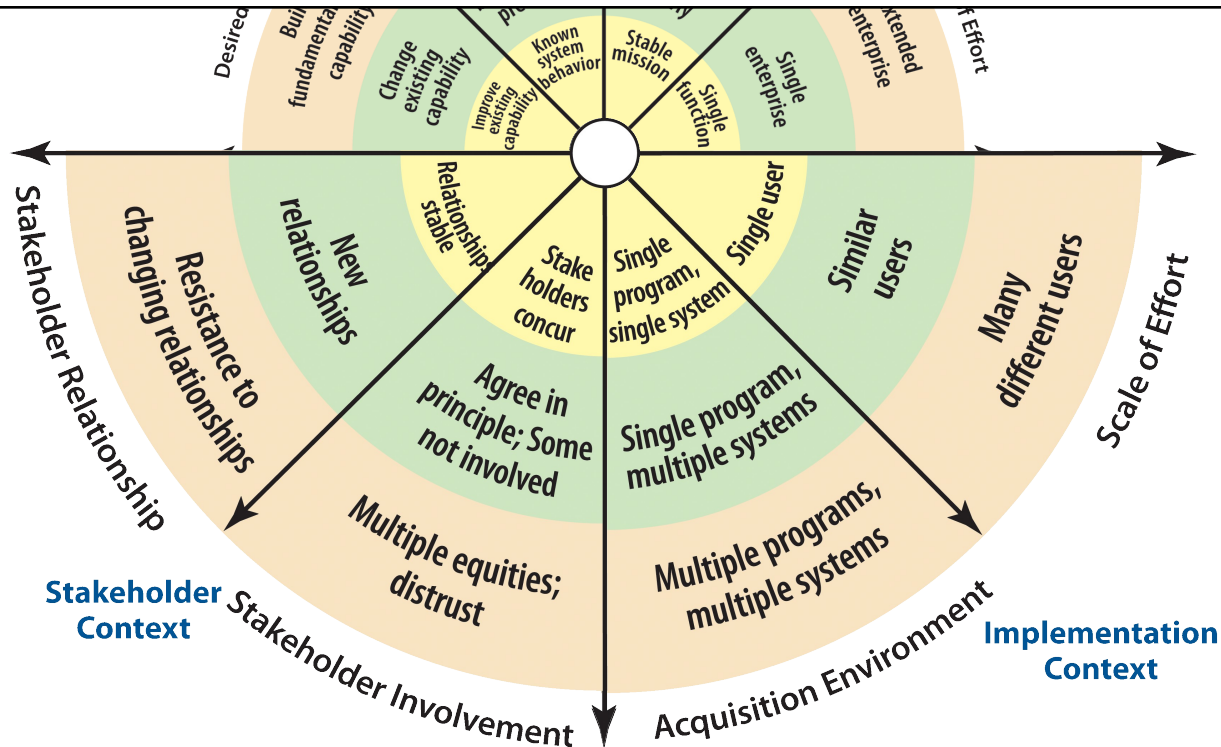 Desired
fundamental
capability
Change
existing
capability
Improve
existing
capability
Known
system
behavior
Stable
mission
Single
function
Single
enterprise
enterprise
of Effort
Relationships
stable
New
relationships
Resistance to
changing relationships
Stakeholder Relationship
Stake
holders
concur
Agree in
principle; Some
not involved
Multiple equities;
distrust
Stakeholder Involvement
Stakeholder
Context
Single
program,
single system
Single program,
multiple systems
Multiple programs,
multiple systems
Acquisition Environment
Single user
Similar
users
Many
different users
Scale of Effort
Implementation
Context